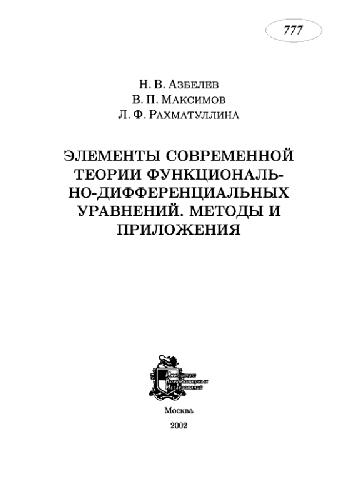 777
Н. В. Азбелев
В. П. Максимов
Л. Ф. Рахматуллина
ЭЛЕМЕНТЫ СОВРЕМЕННОЙ
ТЕОРИИ ФУНКЦИОНАЛЬ-
НО-ДИФФЕРЕНЦИАЛЬНЫХ
УРАВНЕНИЙ. МЕТОДЫ И
ПРИЛОЖЕНИЯ
Москва
2002